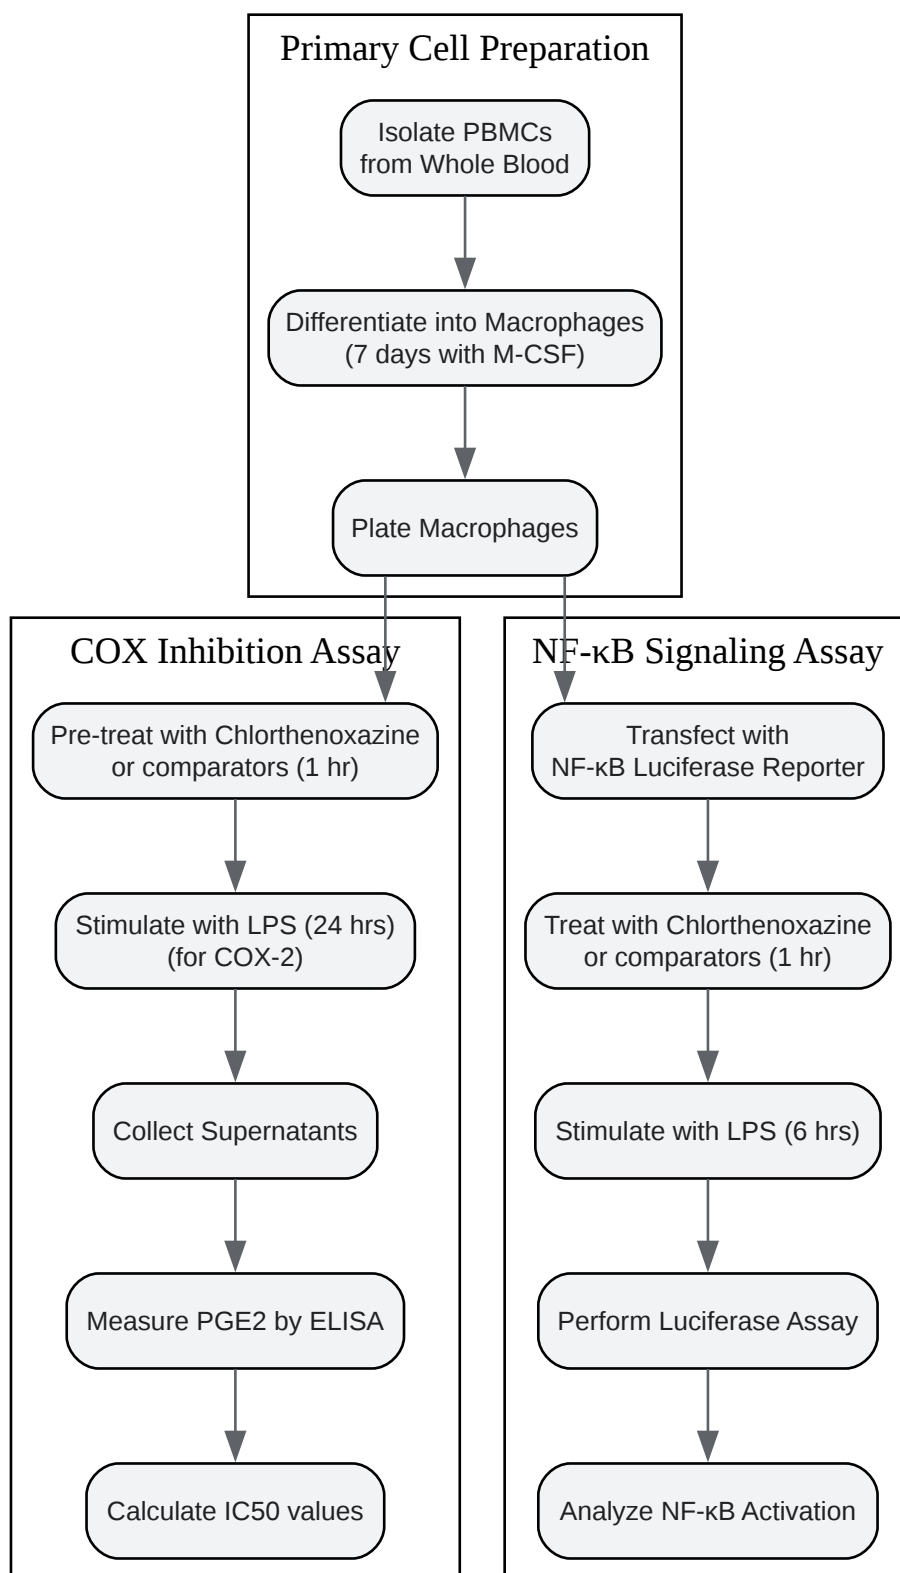 Primary Cell Preparation
Isolate PBMCs
from Whole Blood
Differentiate into Macrophages
(7 days with M-CSF)
Plate Macrophages
COX Inhibition Assay
Pre-treat with Chlorthenoxazine
or comparators (1 hr)
Stimulate with LPS (24 hrs)
(for COX-2)
Collect Supernatants
Measure PGE2 by ELISA
Calculate IC50 values
NF-κB Signaling Assay
Transfect with
NF-κB Luciferase Reporter
Treat with Chlorthenoxazine
or comparators (1 hr)
Stimulate with LPS (6 hrs)
Perform Luciferase Assay
Analyze NF-κB Activation